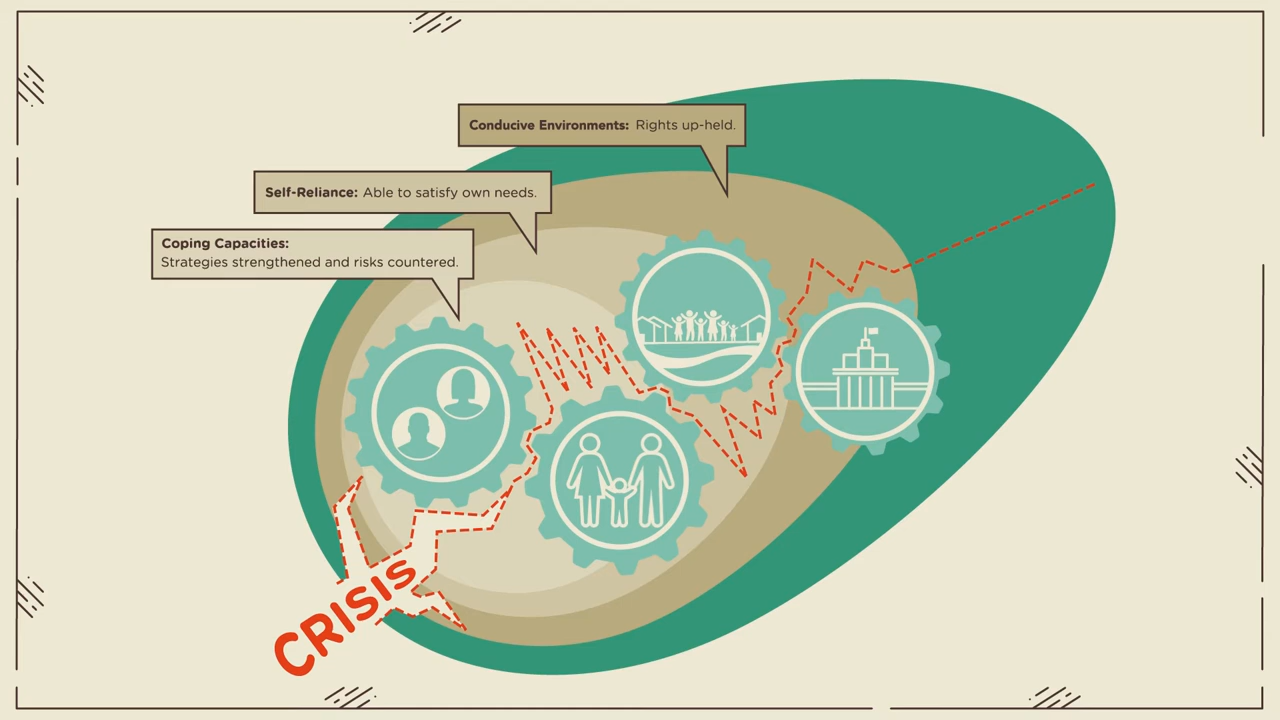 Conducive Environments: Rights up-held.
Self-Reliance: Able to satisfy own needs.
Coping Capacities:
Strategies strengthened and risks countered.
CRISIS